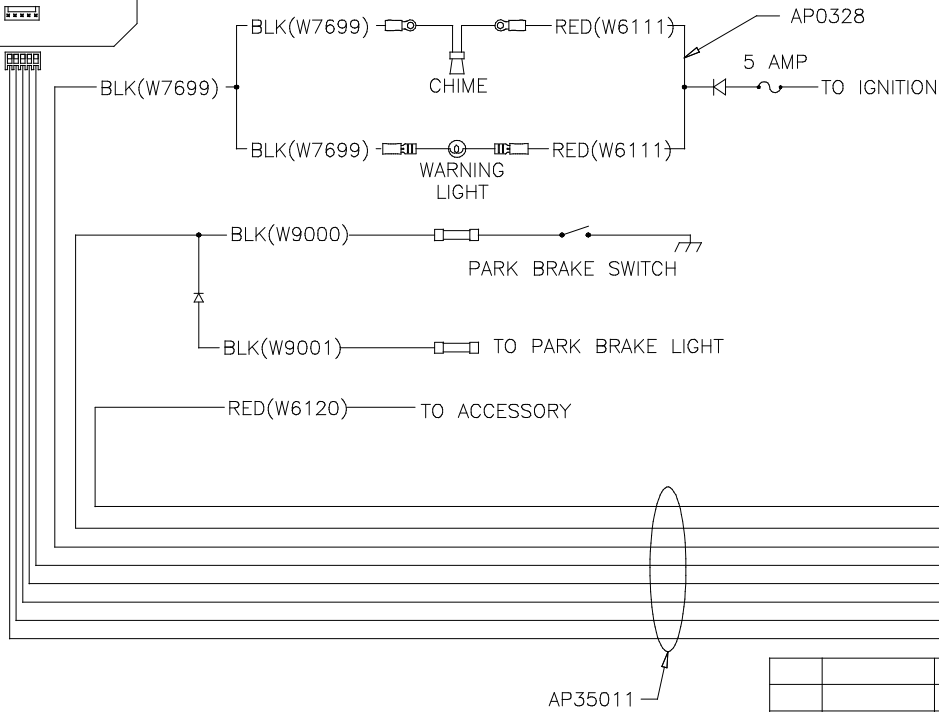 AP0328
BLK(W7699)
RED(W6111)
CHIME
5 AMP
BLK(W7699)
TO IGNITION
BLK(W7699)
RED(W6111)
WARNING
LIGHT
BLK(W9000)
PARK BRAKE SWITCH
BLK(W9001)
TO PARK BRAKE LIGHT
RED(W6120)
TO ACCESSORY
AP35011